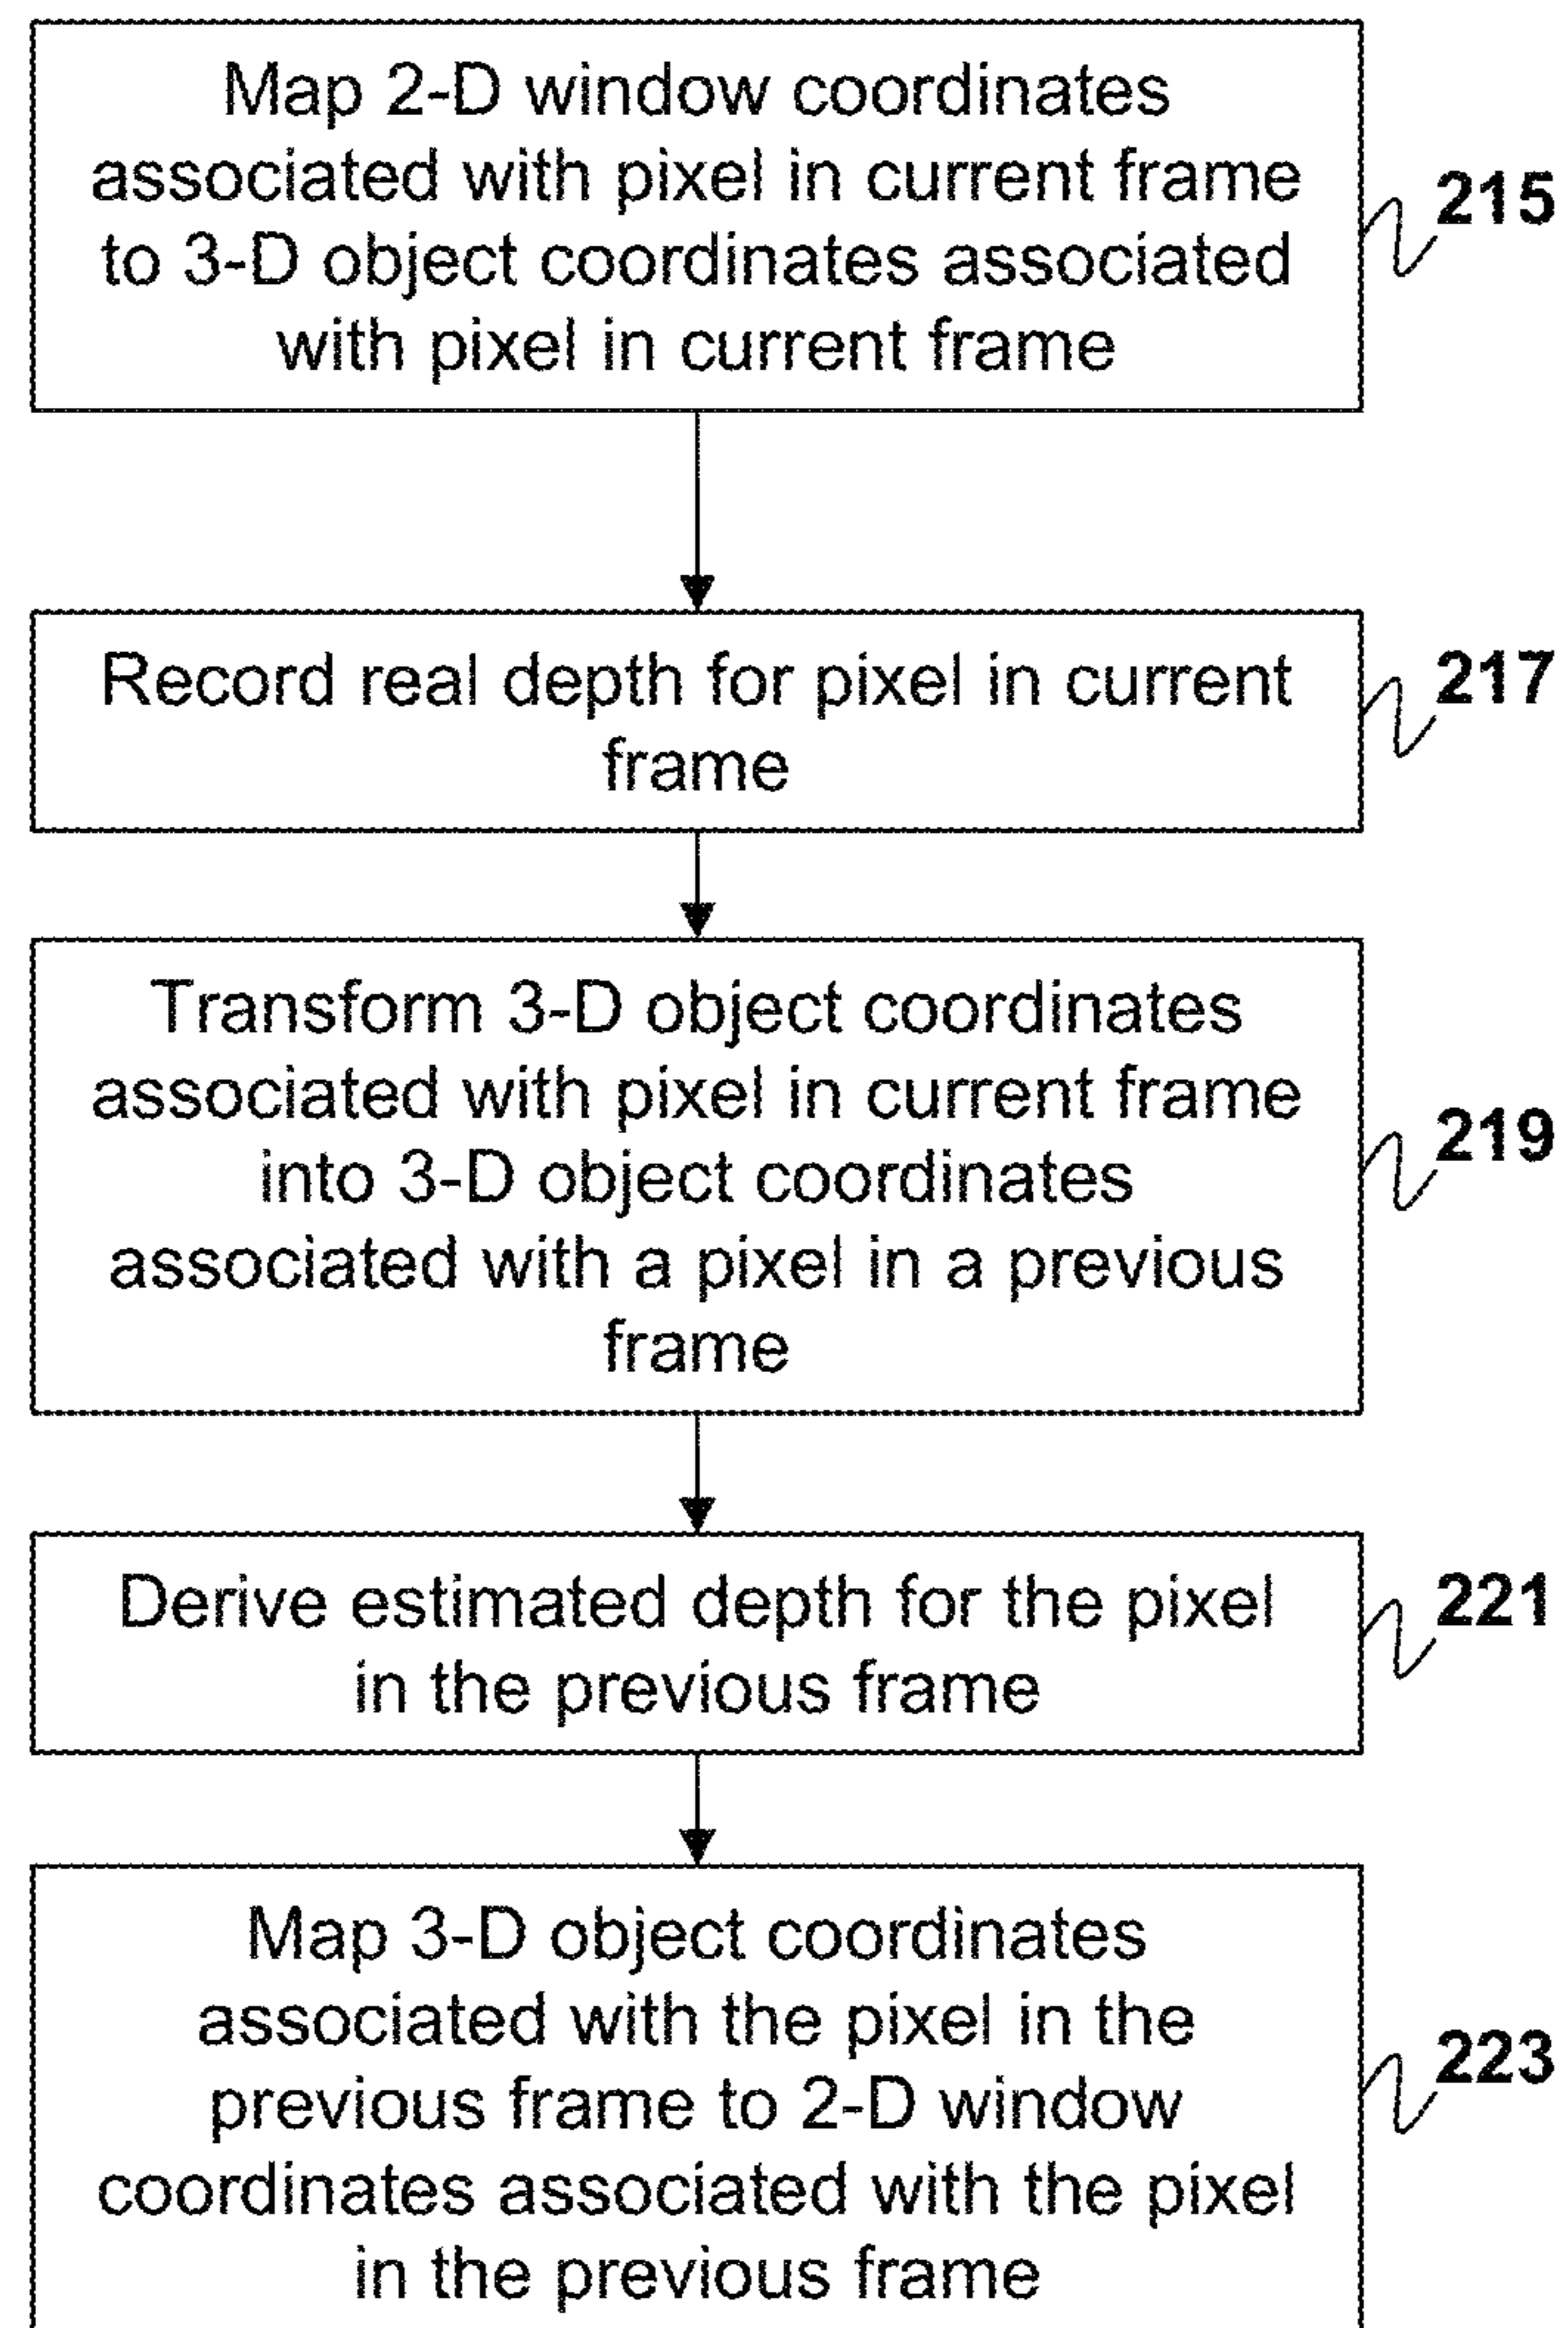 Map 2-D window coordinates
associated with pixel in current frame
to 3-D object coordinates associated
with pixel in current frame
215
Record real depth for pixel in current
frame
217
Transform 3-D object coordinates
associated with pixel in current frame
into 3-D object coordinates
associated with a pixel in a previous
frame
219
Derive estimated depth for the pixel
in the previous frame
221
Map 3-D object coordinates
associated with the pixel in the
previous frame to 2-D window
coordinates associated with the pixel
in the previous frame
223